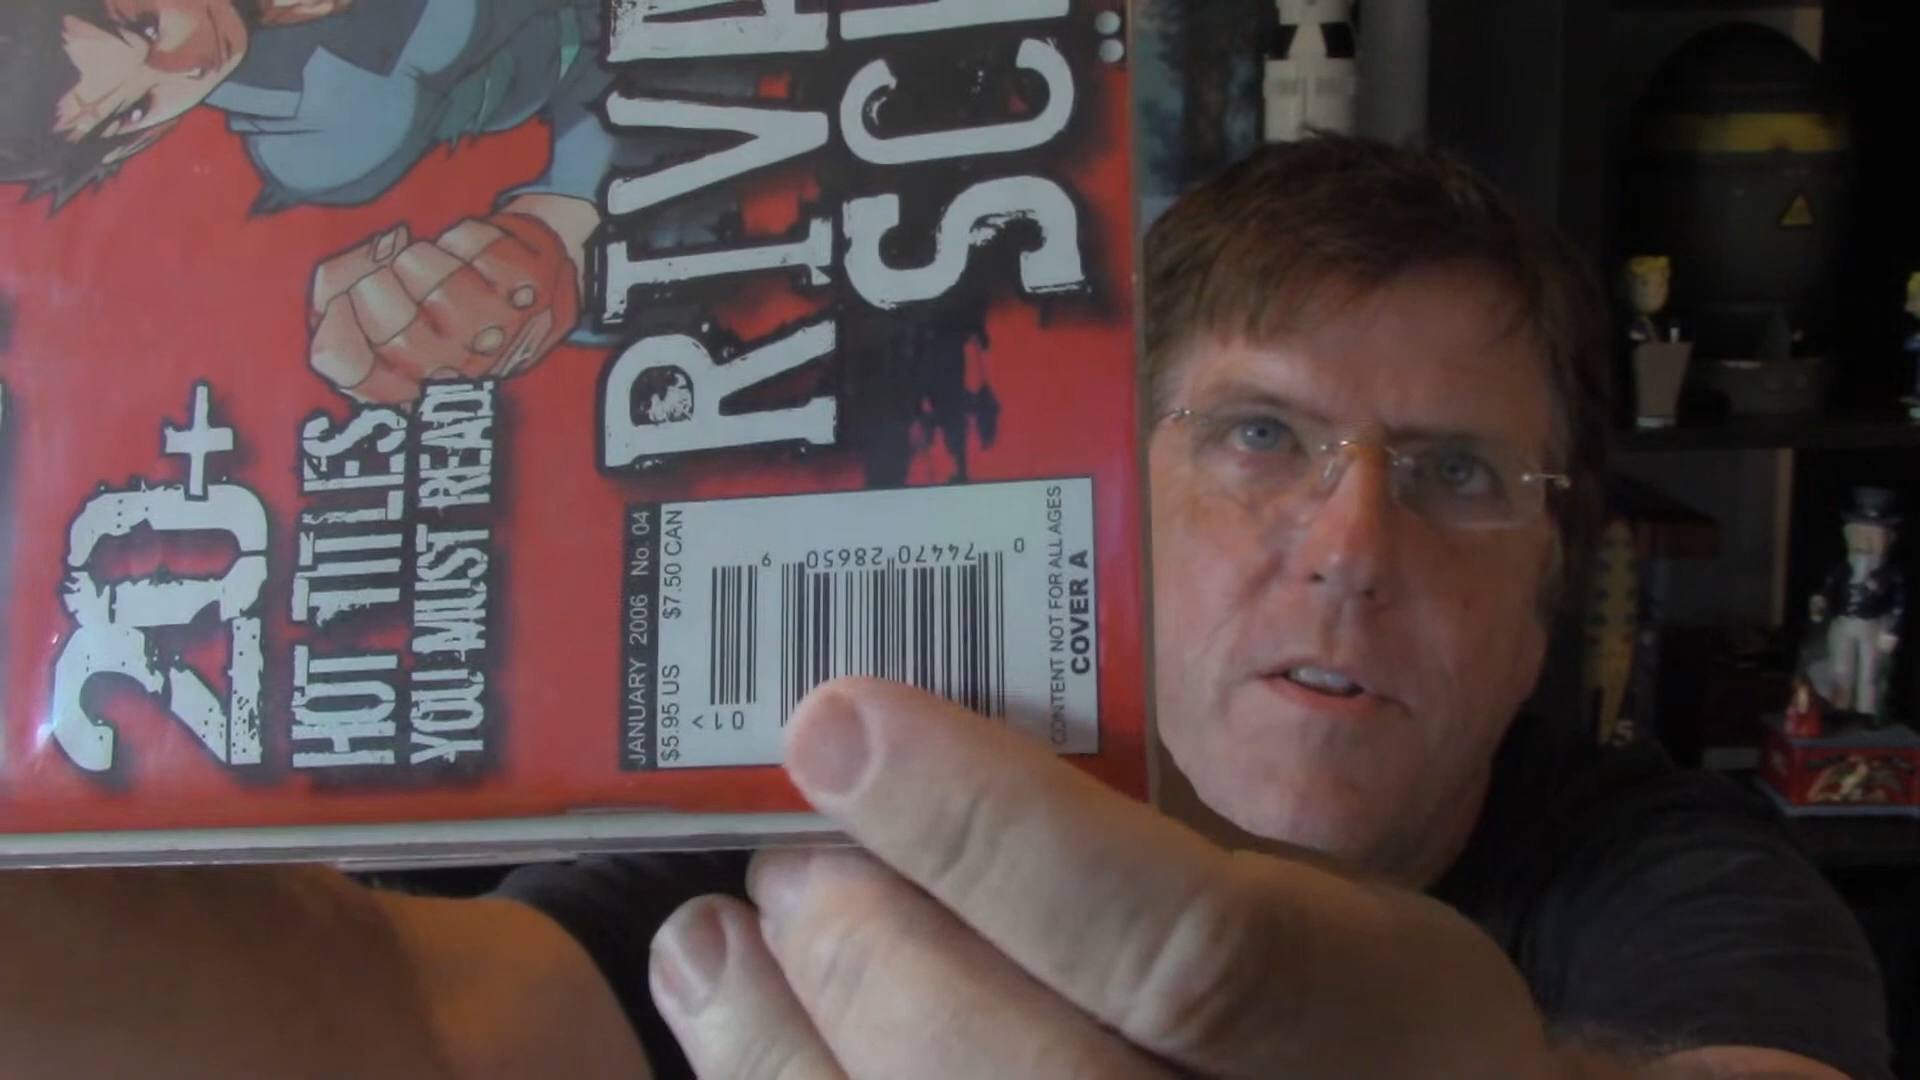 20+
HOT TITLES
YOU MUST READ!
JANUARY 2006 No. 04
$5.95 US $7.50 CAN
01 >
0 74470 28650 9
CONTENT NOT FOR ALL AGES
COVER A